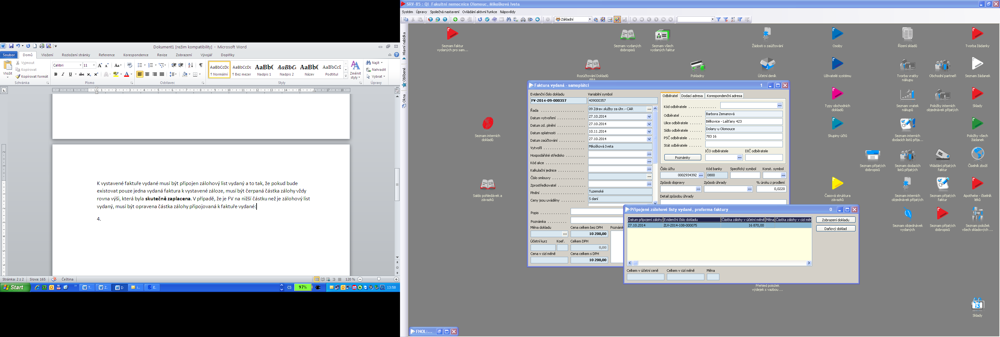 Dokument1 [režim kompatibility] - Microsoft Word
Soubor Domů Vložení Rozložení stránky Reference Korespondence Revize Zobrazení Vývojář Doplňky
Vložit
Vyjmout
Kopírovat
Kopírovat formát
Schránka
Calibri 11
Písmo
Odstavec
AaBbCcDc AaBbCcDc AaBbC AaBbC AaBbC AaBbCcI
¶ Normální ¶ Bez mezer Nadpis 1 Nadpis 2 Název Podtitul
Změnit styly
Styly
Najít
Nahradit
Vybrat
Úpravy
K vystavené faktuře vydané musí být připojen zálohový list vydaný a to tak, že pokud bude
existovat pouze jedna vydaná faktura k vystavené záloze, musí být čerpaná částka zálohy vždy
rovna výši, která byla skutečně zaplacena. V případě, že je FV na nižší částku než je zálohový list
vydaný, musí být opravena částka zálohy připojovaná k faktuře vydané:
4.
Stránka: 2 z 2 Slova: 165 Čeština 120 %
Start T. Z. D i.. E. CS 97% 13:58
SRV-85 : QI Fakultní nemocnice Olomouc, Mikošková Iveta
Systém Úpravy Společná nastavení Ovládání aktivní funkce Nápovědy
Základní
Hlavní nabídka
Oblíbené
Okna
Seznam faktur
vydaných pro sam...
Seznam vydaných
dobropisů
Seznam všech
vydaných faktur
Žádosti o zaúčtování
Osoby
Řízení skladů
Tvorba žádanky
Rozúčtování Dokladů
FFA
Pokladny
Účetní deník
Uživatelé systému
Tvorba vratky
nákupu
Obchodní partneři
Seznam žádanek
Typy obchodních
dokladů
Seznam vratek
nákupů
Položky interních
objednávek přijatých
Sklady
Seznam interních
dokladů
Skupiny účtů
Seznam interních
dodacích listů přija...
Položky všech
žádanek
Seznam přijatých
dobropisů
Seznam dodacích
listů přijatých
Vkládání přijatých
faktur
Číselník zboží
Saldo pohledávek a
závazků
Časová struktura
závazků
Seznam interních
objednávek přijatých
Seznam přijatých
faktur
Apotheke - číselník
léků
Seznam objednávek
vydaných
Seznam přijatých
dobropisů
Seznam položek
všech skladových ...
Přehled položek
výdejek s vazbou ...
Sklady
Faktura vydaná - samoplátci 1
Evidenční číslo dokladu Variabilní symbol
FV-2014-09-000357 409000357
Řada 09 Zdrav.služby za úhr.- CAR
Datum vytvoření 27.10.2014
Datum zd. plnění 27.10.2014
Datum splatnosti 10.11.2014
Datum zaúčtování 27.10.2014
Vytvořil Mikošková Iveta
Hospodářské středisko
Kód akce
Kalkulační jednice
Číslo smlouvy
Zprostředkovatel
Plnění Tuzemské
Ceny jsou uváděny S daní
Popis
Poznámka
Měna dokladu Cena celkem bez DPH Poznámk
10 200,00
Účetní kurz Koef. Celkem DPH
0,00
Cena v cizí měně Cena celkem s DPH
10 200,00
Odběratel Dodací adresa Korespondenční adresa
Kód odběratele
Odběratel Barbora Zemanová
Ulice odběratele Bělkovice - Lašťany 423
Sídlo odběratele Dolany u Olomouce
PSČ odběratele 783 16
Stát odběratele
IČO odběratele DIČ odběratele
Poznámky
Číslo účtu Kód banky Specifický symbol Konst. symbol
0002934392 0800
Způsob dopravy Způsob úhrady % úroku z prodlení
0,0220
Detail způsobu úhrady
Připojené zálohové listy vydané, proforma-faktury 0
Datum připojení zálohy Evidenční číslo dokladu Částka zálohy v účetní měně Měna Částka zálohy v cizí měr
27.10.2014 ZLV-2014-108-000075 16 870,00
Zobrazení dokladu
Daňový doklad
Celkem v účetní ceně Celkem v cizí měně Měna
FNOL:...